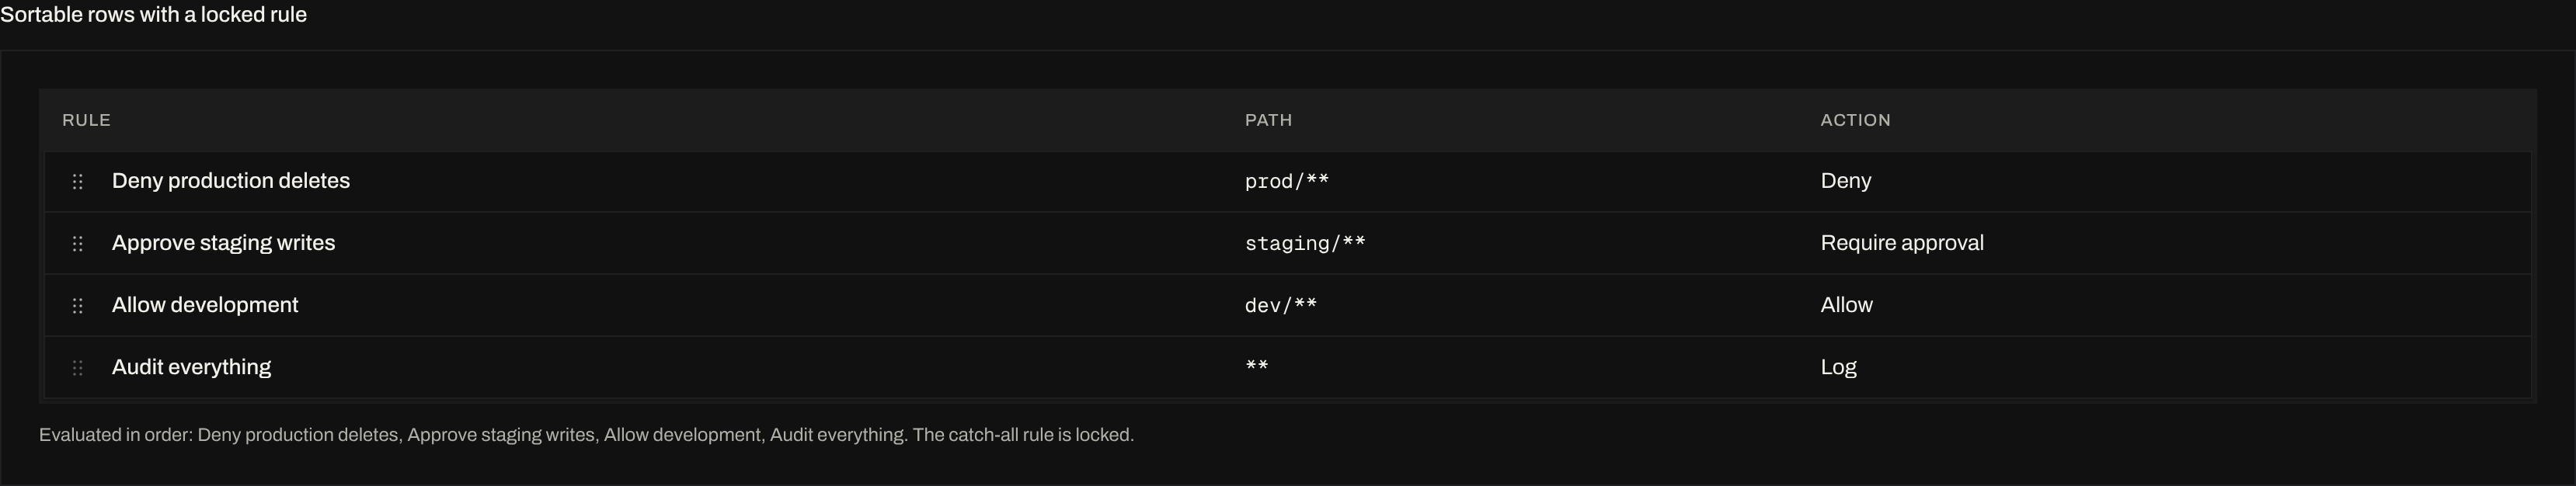 Sortable rows with a locked rule
RULE PATH ACTION
Deny production deletes prod/** Deny
Approve staging writes staging/** Require approval
Allow development dev/** Allow
Audit everything ** Log
Evaluated in order: Deny production deletes, Approve staging writes, Allow development, Audit everything. The catch-all rule is locked.